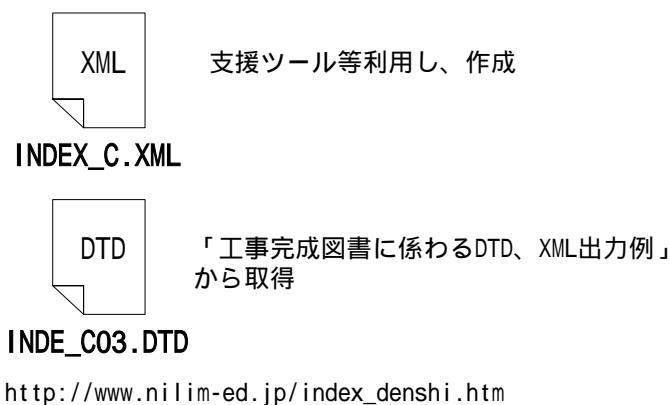 XML
支援ツール等利用し、作成
INDEX_C.XML
DTD
「工事完成図書に係わるDTD、XML出力例」
から取得
INDE_C03.DTD
http://www.nilim-ed.jp/index_denshi.htm